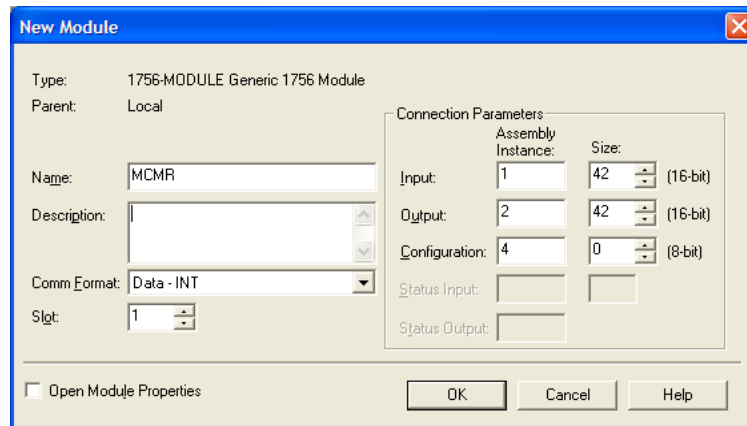 New Module
Type: 1756-MODULE Generic 1756 Module
Parent: Local
Connection Parameters
Assembly Instance: Size:
Name: MCMR
Input: 1 42 (16-bit)
Description:
Output: 2 42 (16-bit)
Configuration: 4 0 (8-bit)
Comm Format: Data - INT
Status Input:
Slot: 1
Status Output:
Open Module Properties
OK Cancel Help